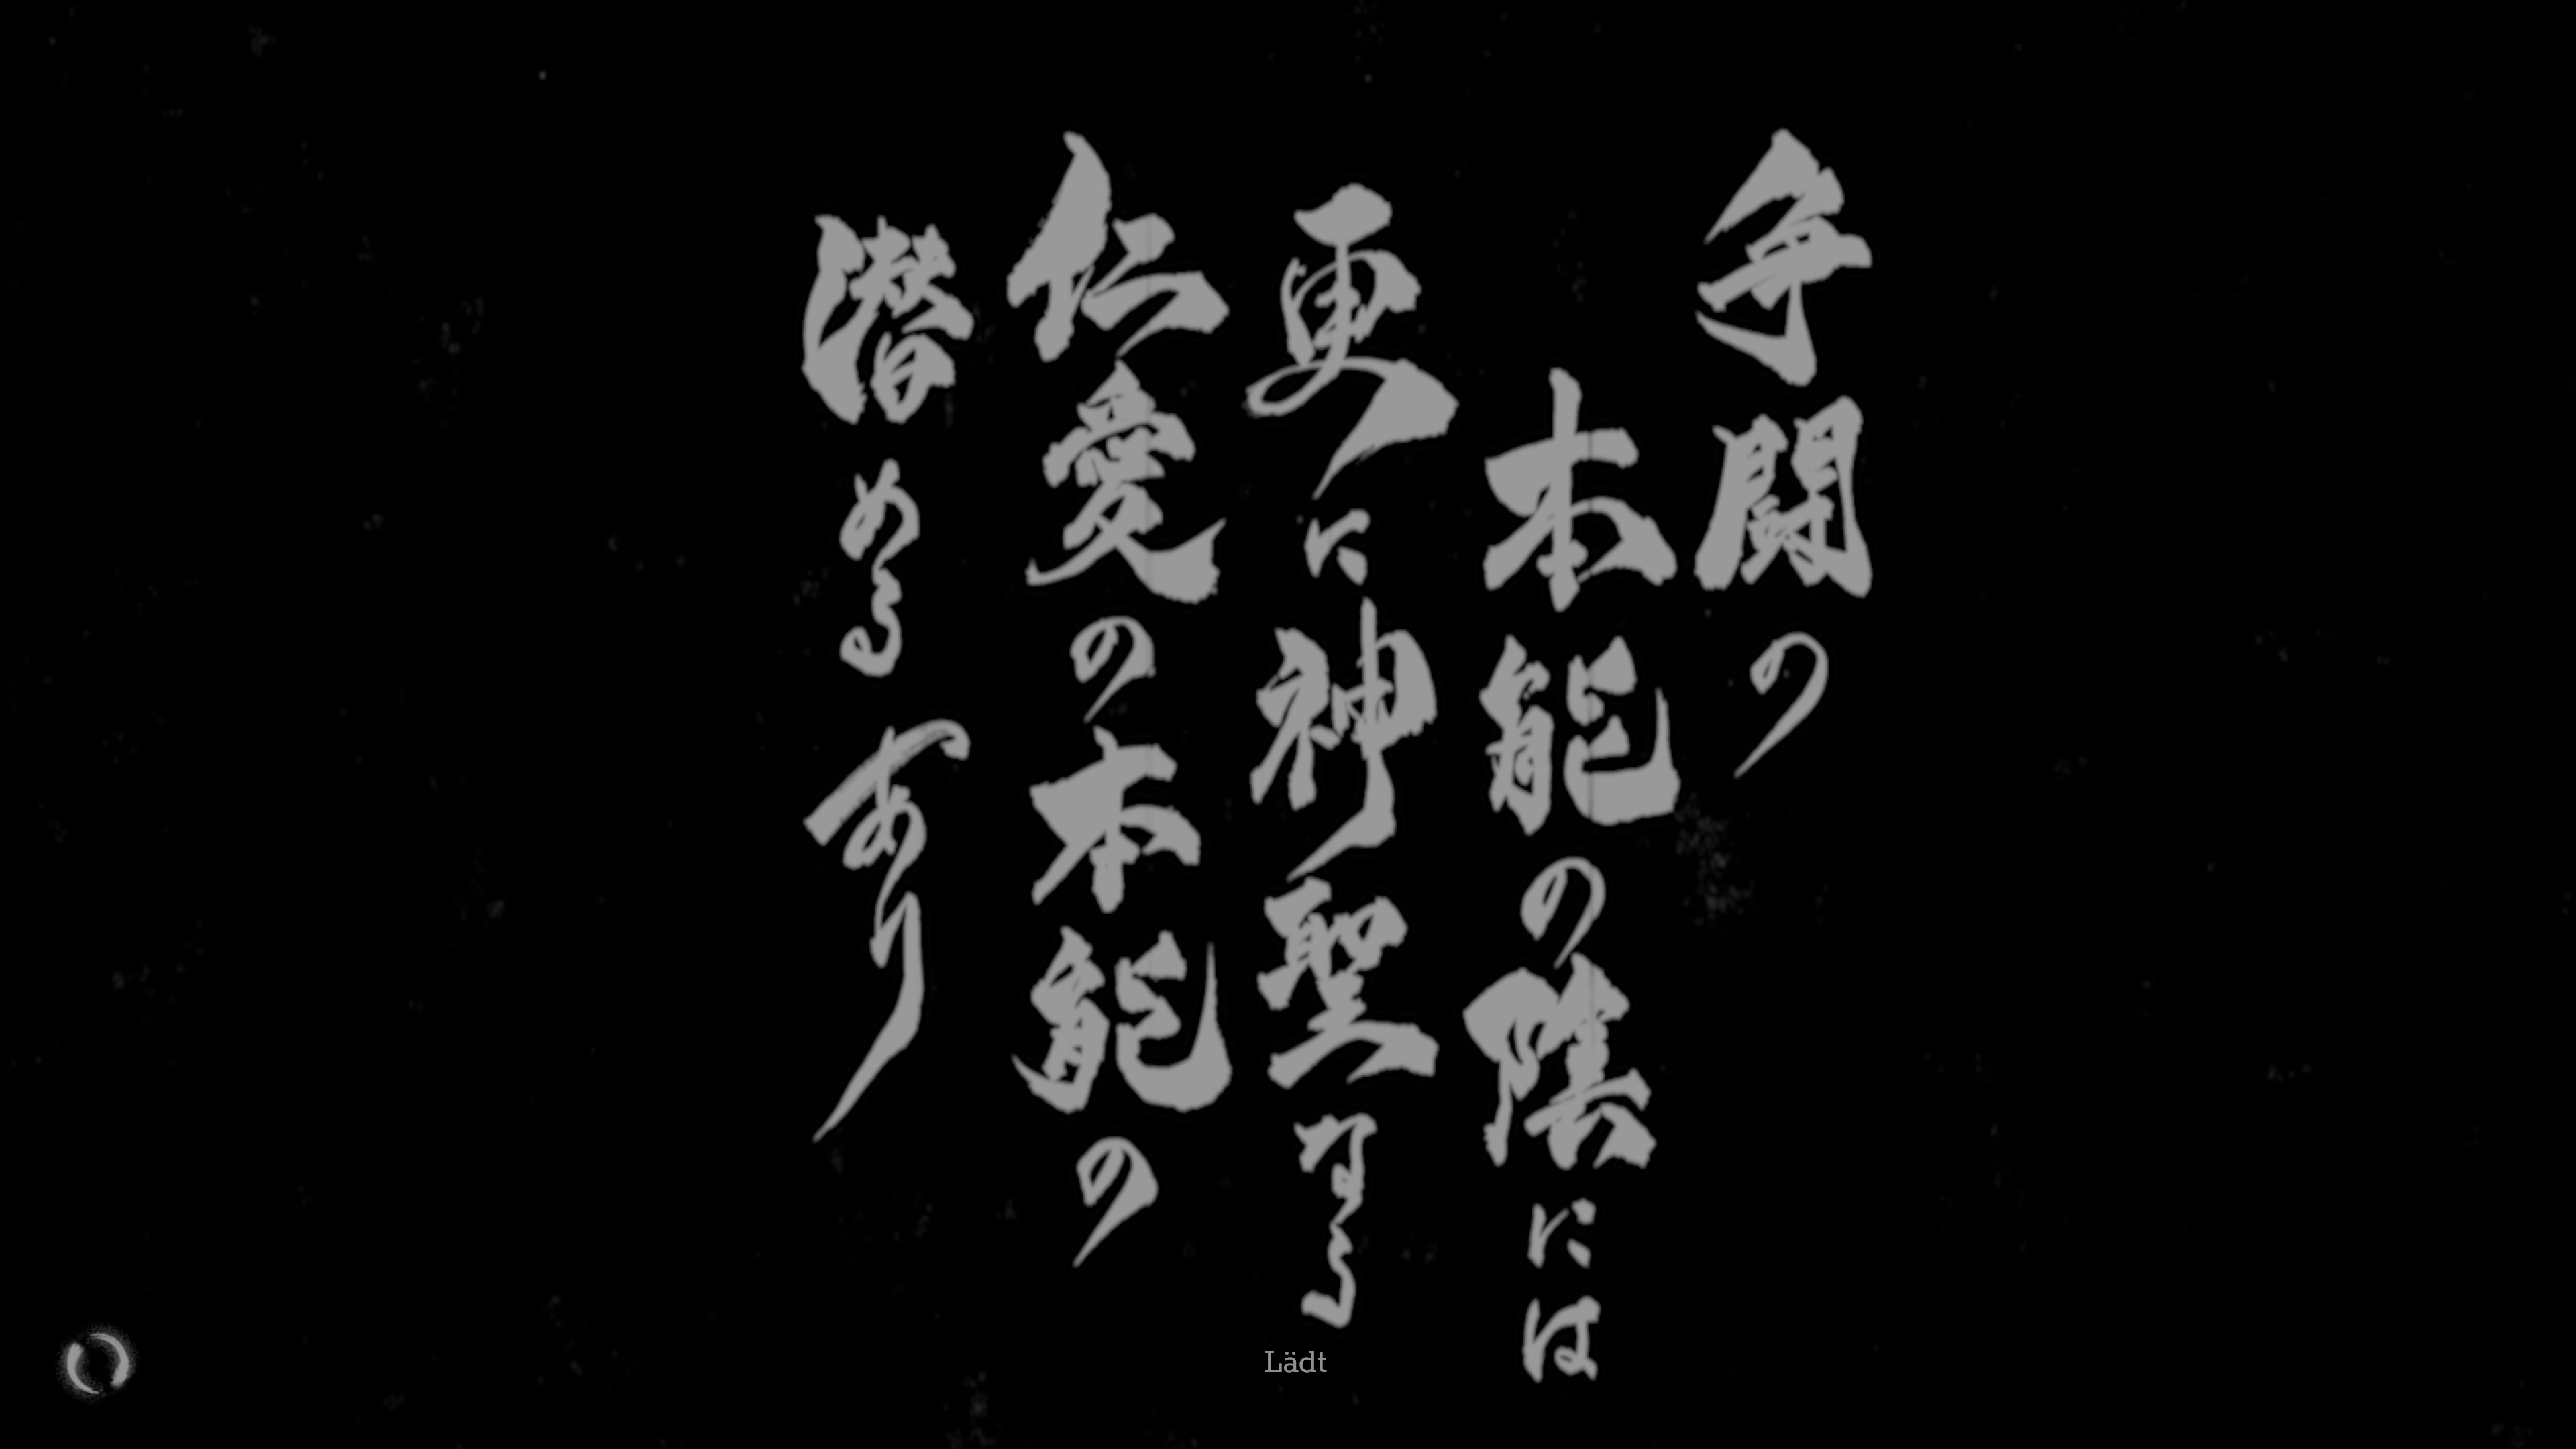 争闘の
本能の陰には
更に神聖なる
仁愛の本能の
潜めるあり
Lädt